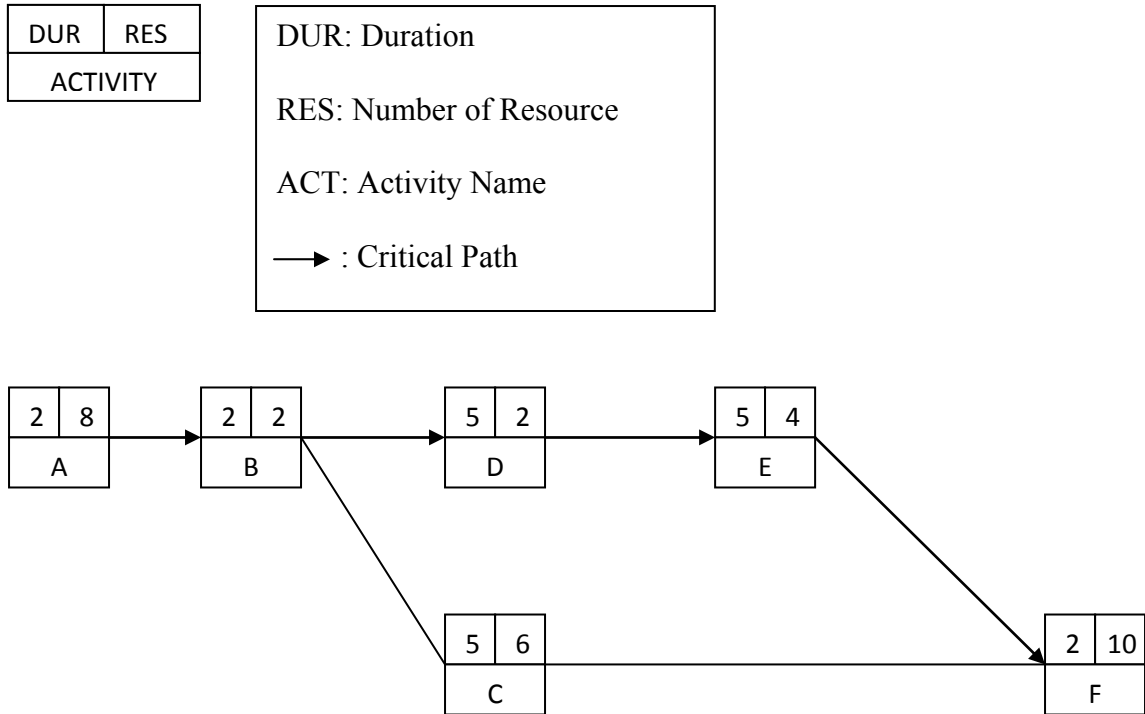 DUR RES
ACTIVITY
DUR: Duration
RES: Number of Resource
ACT: Activity Name
: Critical Path
2 8
A
2 2
B
5 2
D
5 4
E
5 6
C
2 10
F